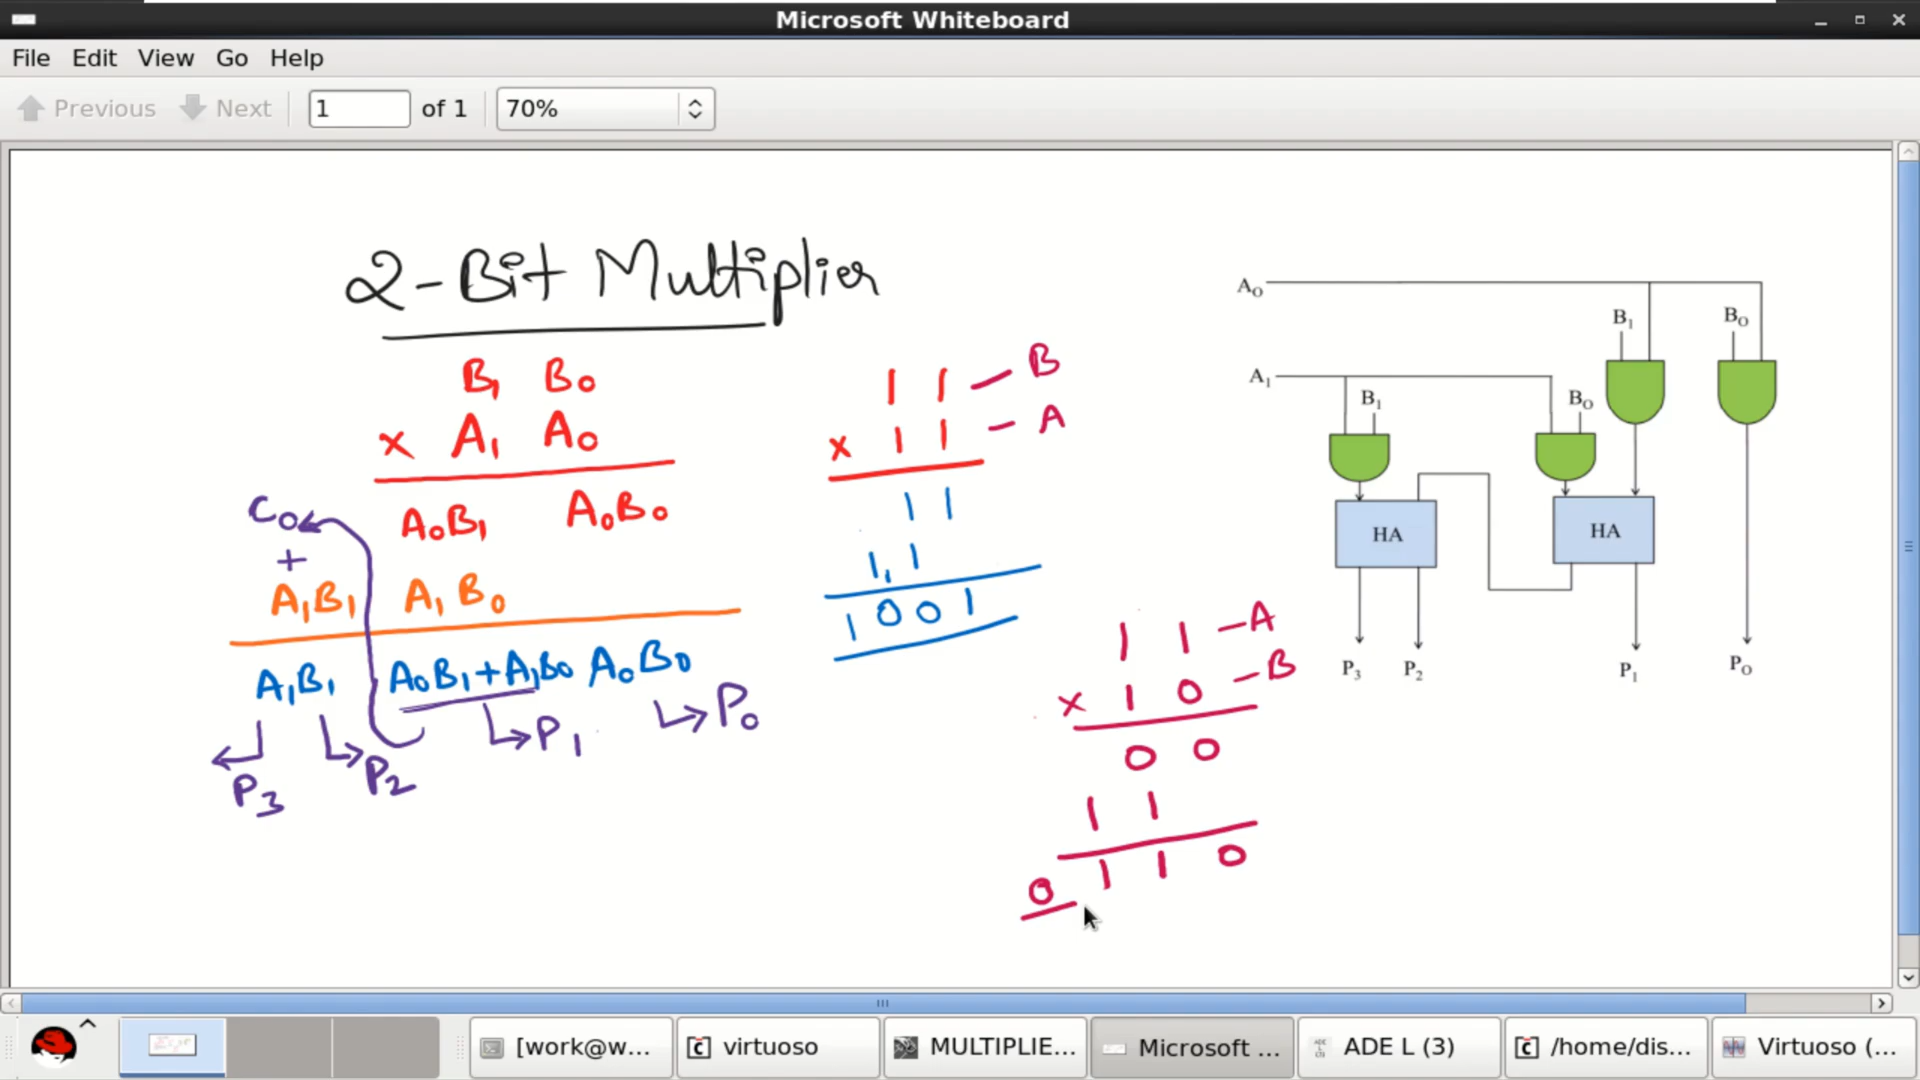 Microsoft Whiteboard
File Edit View Go Help
Previous Next 1 of 1 70%
2-Bit Multiplier
B₁ B₀
x A₁ A₀
A₀B₁ A₀B₀
C₀
+
A₁B₁ A₁B₀
A₁B₁ A₀B₁+A₁B₀ A₀B₀
P₃ P₂ P₁ P₀
1 1 - B
x 1 1 - A
1 1
1, 1
1 0 0 1
1 1 - A
x 1 0 - B
0 0
1 1
0 1 1 0
A₀
B₁ B₀
A₁
B₁ B₀
HA HA
P₃ P₂ P₁ P₀
[work@w... virtuoso MULTIPLIE... Microsoft ... ADE L (3) /home/dis... Virtuoso (...